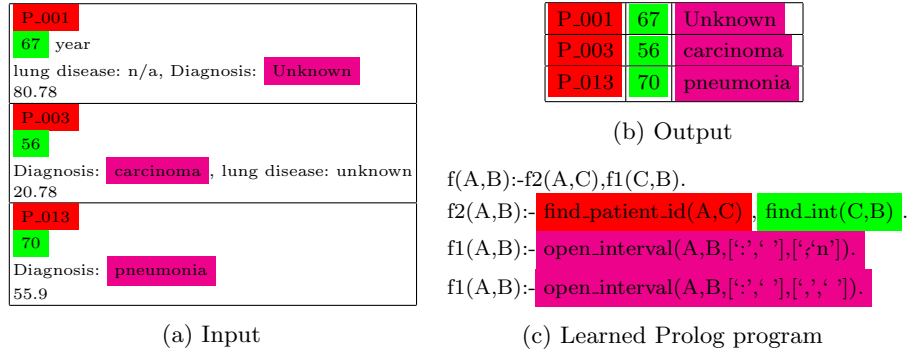 P_001
67 year
lung disease: n/a, Diagnosis: Unknown
80.78
P_003
56
Diagnosis: carcinoma , lung disease: unknown
20.78
P_013
70
Diagnosis: pneumonia
55.9
(a) Input
P_001 67 Unknown
P_003 56 carcinoma
P_013 70 pneumonia
(b) Output
f(A,B):-f2(A,C),f1(C,B).
f2(A,B):- find_patient_id(A,C) , find_int(C,B) .
f1(A,B):- open_interval(A,B,[‘:’,‘ ’],[‘,‘n’]).
f1(A,B):- open_interval(A,B,[‘:’,‘ ’],[‘,’,‘ ’]).
(c) Learned Prolog program